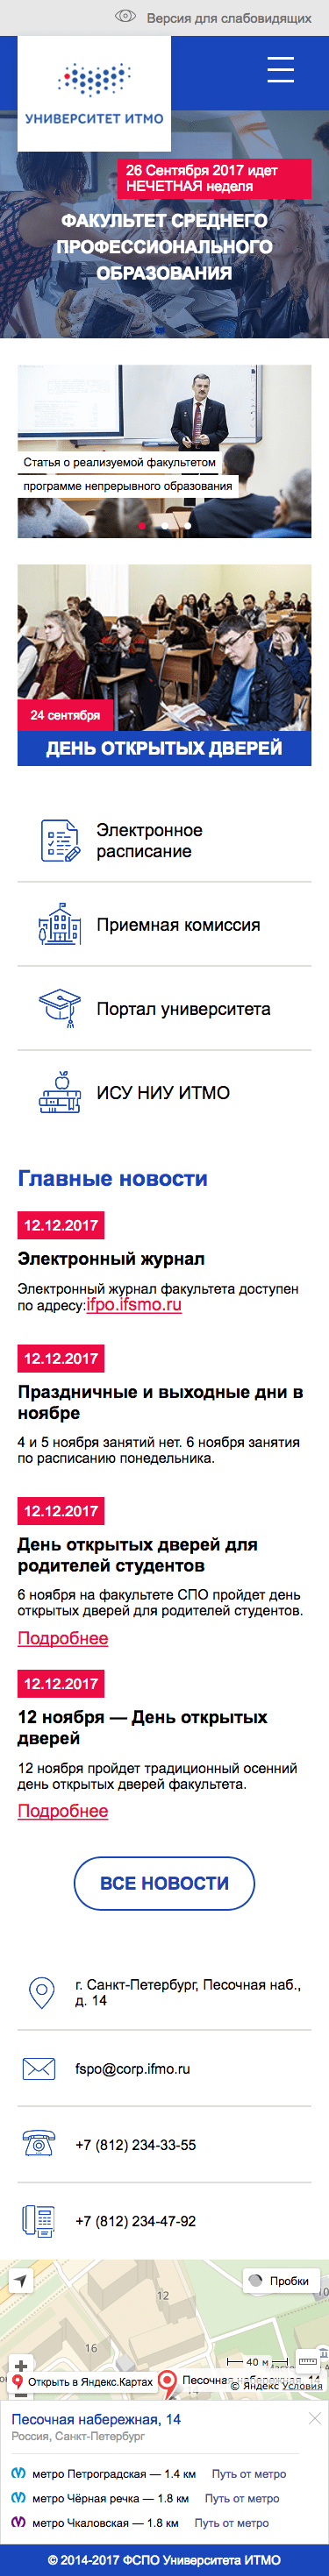 Версия для слабовидящих
УНИВЕРСИТЕТ ИТМО
26 Сентября 2017 идет
НЕЧЕТНАЯ неделя
ФАКУЛЬТЕТ СРЕДНЕГО
ПРОФЕССИОНАЛЬНОГО
ОБРАЗОВАНИЯ
Статья о реализуемой факультетом
программе непрерывного образования
24 сентября
ДЕНЬ ОТКРЫТЫХ ДВЕРЕЙ
Электронное
расписание
Приемная комиссия
Портал университета
ИСУ НИУ ИТМО
Главные новости
12.12.2017
Электронный журнал
Электронный журнал факультета доступен
по адресу:ifpo.ifsmo.ru
12.12.2017
Праздничные и выходные дни в
ноябре
4 и 5 ноября занятий нет. 6 ноября занятия
по расписанию понедельника.
12.12.2017
День открытых дверей для
родителей студентов
6 ноября на факультете СПО пройдет день
открытых дверей для родителей студентов.
Подробнее
12.12.2017
12 ноября — День открытых
дверей
12 ноября пройдет традиционный осенний
день открытых дверей факультета.
Подробнее
ВСЕ НОВОСТИ
г. Санкт-Петербург, Песочная наб.,
д. 14
fspo@corp.ifmo.ru
+7 (812) 234-33-55
+7 (812) 234-47-92
Пробки
12
16
40 м
Открыть в Яндекс.Картах
Песочная набережная, 14
© Яндекс Условия
Песочная набережная, 14
Россия, Санкт-Петербург
метро Петроградская — 1.4 км Путь от метро
метро Чёрная речка — 1.8 км Путь от метро
метро Чкаловская — 1.8 км Путь от метро
© 2014-2017 ФСПО Университета ИТМО